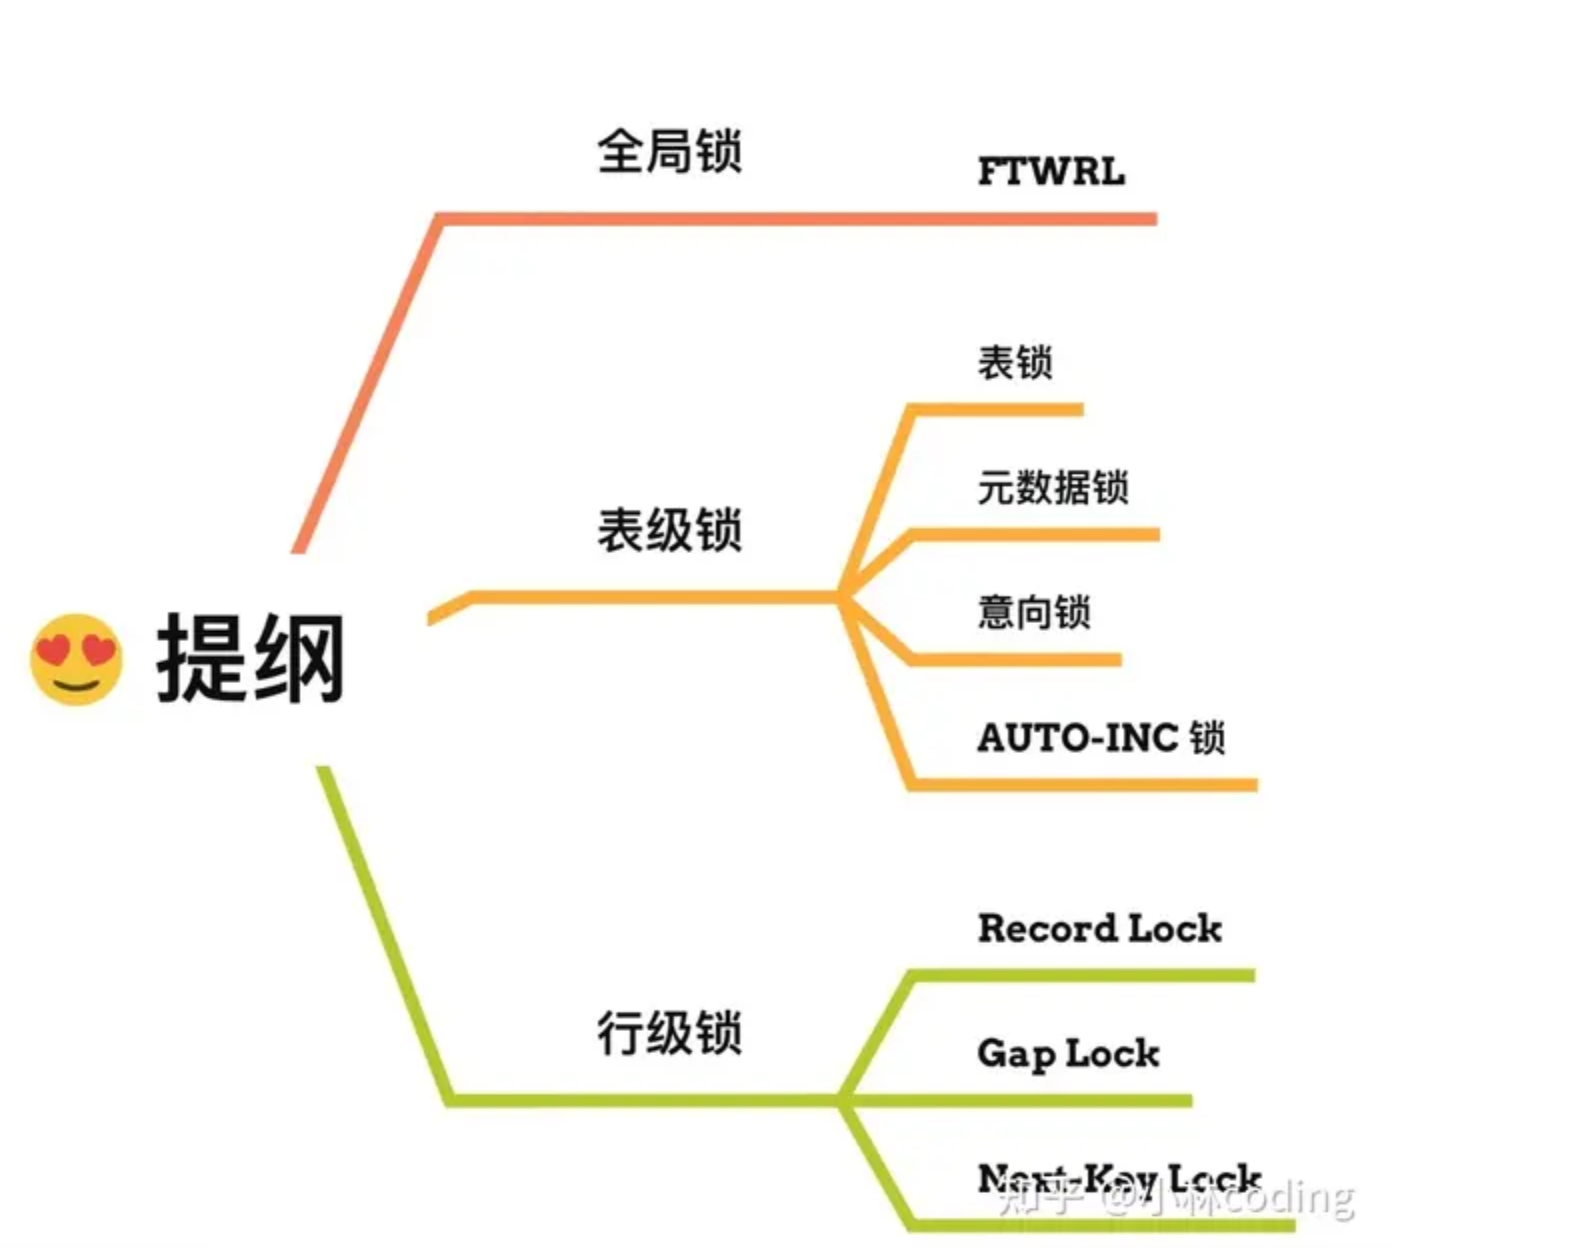 全局锁
FTWRL
表锁
元数据锁
表级锁
意向锁
提纲
AUTO-INC 锁
Record Lock
行级锁
Gap Lock
Next-Key Lock
知乎 @小林coding